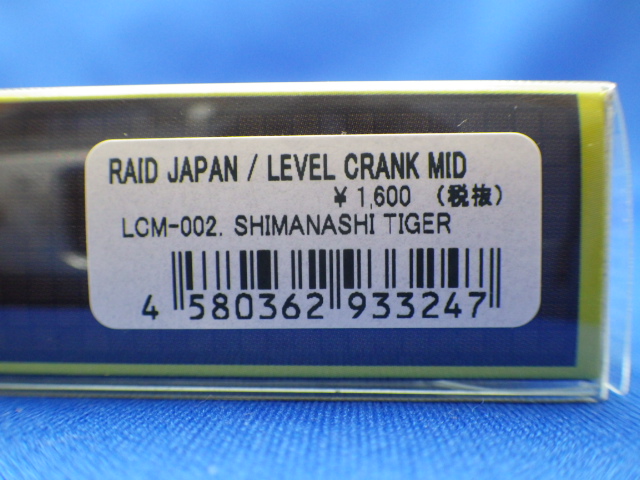 RAID JAPAN / LEVEL CRANK MID
¥ 1,600 (税抜)
LCM-002. SHIMANASHI TIGER
4 580362 933247